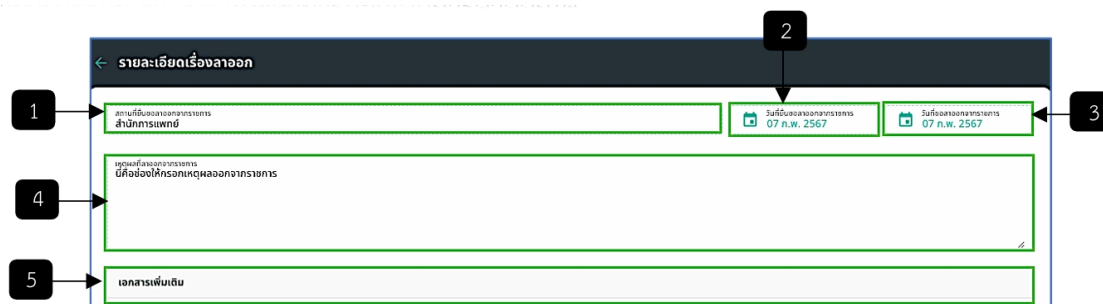 2
รายละเอียดเรื่องลาออก
1
สถานที่ยื่นขอลาออกจากราชการ
สำนักการแพทย์
วันที่ยื่นขอลาออกจากราชการ
07 ก.พ. 2567
วันที่ขอลาออกจากราชการ
07 ก.พ. 2567
3
เหตุผลที่ลาออกจากราชการ
นี่คือช่องให้กรอกเหตุผลออกจากราชการ
4
5
เอกสารเพิ่มเติม